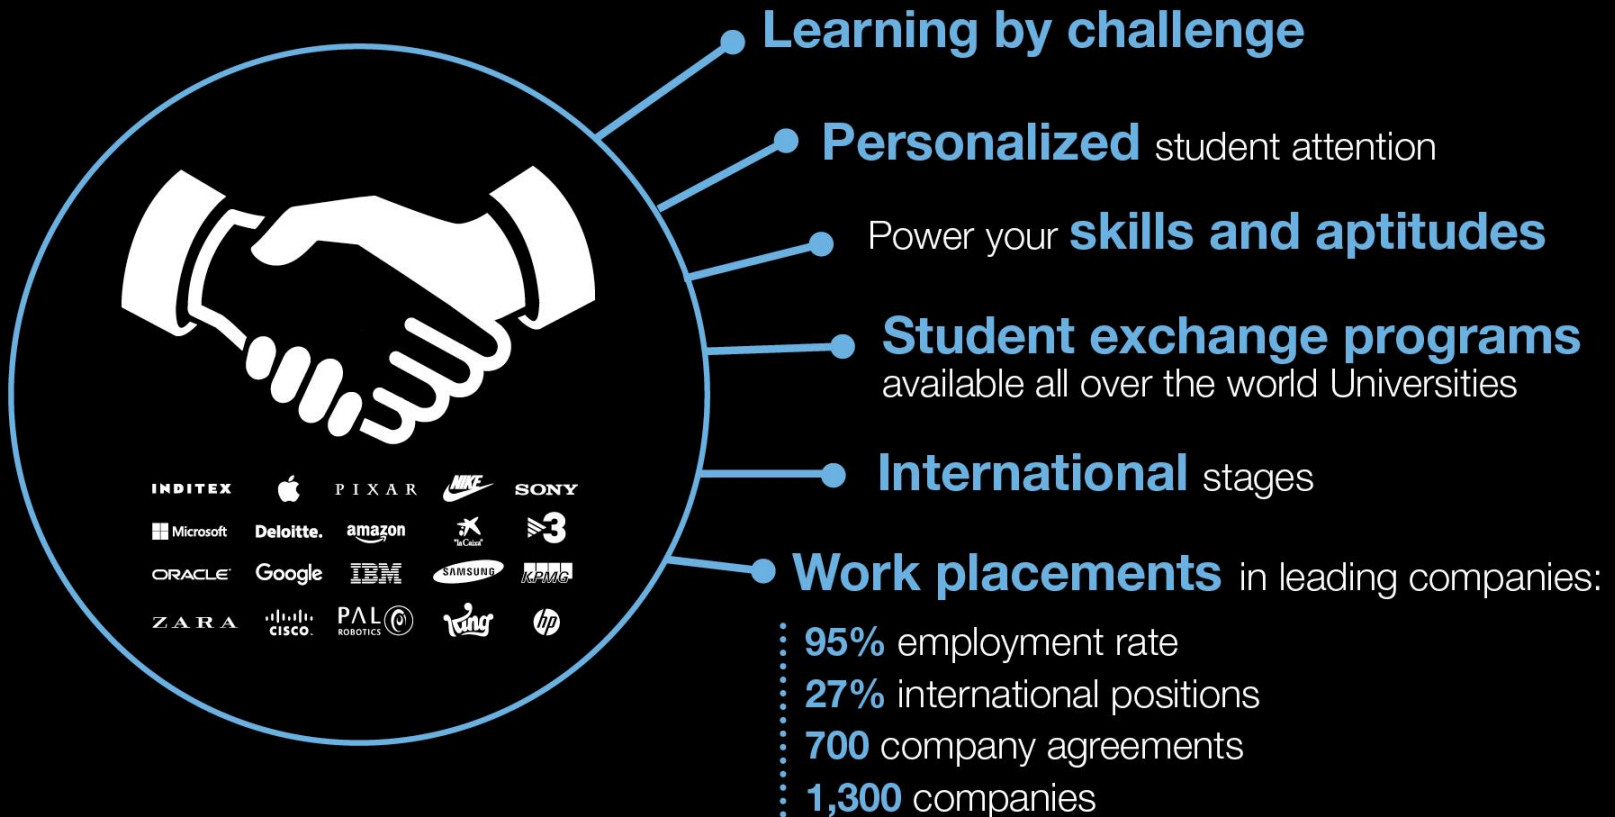 Learning by challenge
Personalized student attention
Power your skills and aptitudes
Student exchange programs
available all over the world Universities
International stages
Work placements in leading companies:
95% employment rate
27% international positions
700 company agreements
1,300 companies
INDITEX PIXAR NIKE SONY
Microsoft Deloitte. amazon "la Caixa" 3
ORACLE Google IBM SAMSUNG KPMG
ZARA CISCO PAL ROBOTICS King hp